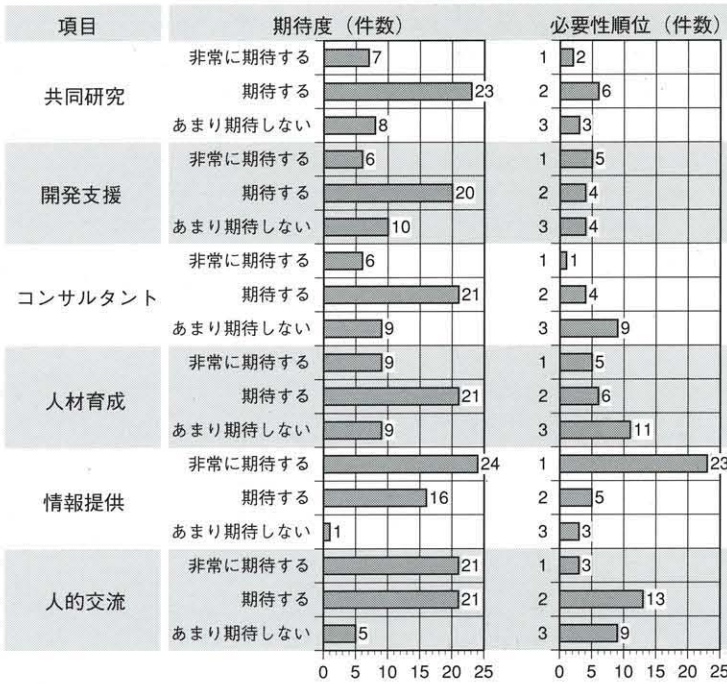 項目 期待度（件数） 必要性順位（件数）
非常に期待する 7 1 2
共同研究 期待する 23 2 6
あまり期待しない 8 3 3
非常に期待する 6 1 5
開発支援 期待する 20 2 4
あまり期待しない 10 3 4
非常に期待する 6 1 1
コンサルタント 期待する 21 2 4
あまり期待しない 9 3 9
非常に期待する 9 1 5
人材育成 期待する 21 2 6
あまり期待しない 9 3 11
非常に期待する 24 1 23
情報提供 期待する 16 2 5
あまり期待しない 1 3 3
非常に期待する 21 1 3
人的交流 期待する 21 2 13
あまり期待しない 5 3 9
0 5 10 15 20 25 0 5 10 15 20 25